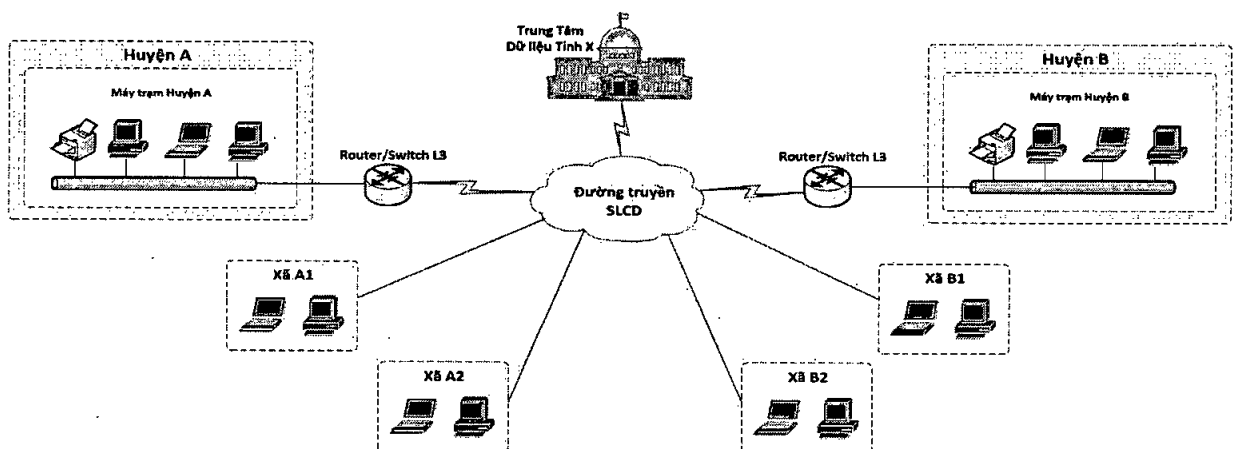 Trung Tâm
Dữ liệu Tỉnh X
Huyện A
Máy trạm Huyện A
Router/Switch L3
Huyện B
Máy trạm Huyện B
Router/Switch L3
Đường truyền
SLCD
Xã A1
Xã B1
Xã A2
Xã B2